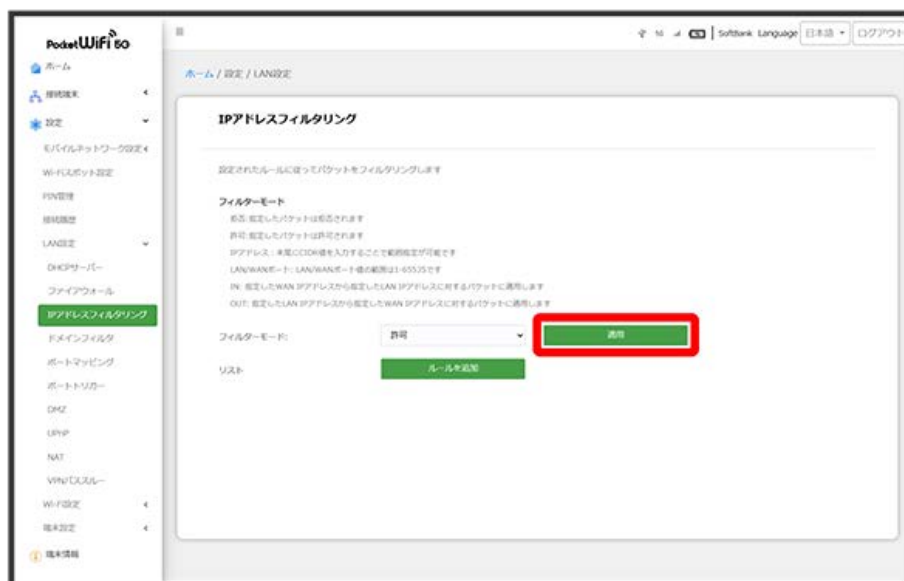 Pocket WiFi 5G
5G
Softbank Language 日本語 ログアウト
ホーム
接続端末
設定
モバイルネットワーク設定
Wi-Fiスポット設定
PIN管理
接続履歴
LAN設定
DHCPサーバー
ファイアウォール
IPアドレスフィルタリング
ドメインフィルタ
ポートマッピング
ポートトリガー
DMZ
UPnP
NAT
VPNパススルー
Wi-Fi設定
端末設定
端末情報
ホーム / 設定 / LAN設定
IPアドレスフィルタリング
設定されたルールに従ってパケットをフィルタリングします
フィルターモード
拒否: 指定したパケットは拒否されます
許可: 指定したパケットは許可されます
IPアドレス : 末尾にCIDR値を入力することで範囲指定が可能です
LAN/WANポート: LAN/WANポート値の範囲は1-65535です
IN: 指定したWAN IPアドレスから指定したLAN IPアドレスに対するパケットに適用します
OUT: 指定したLAN IPアドレスから指定したWAN IPアドレスに対するパケットに適用します
フィルターモード: 許可 適用
リスト ルールを追加